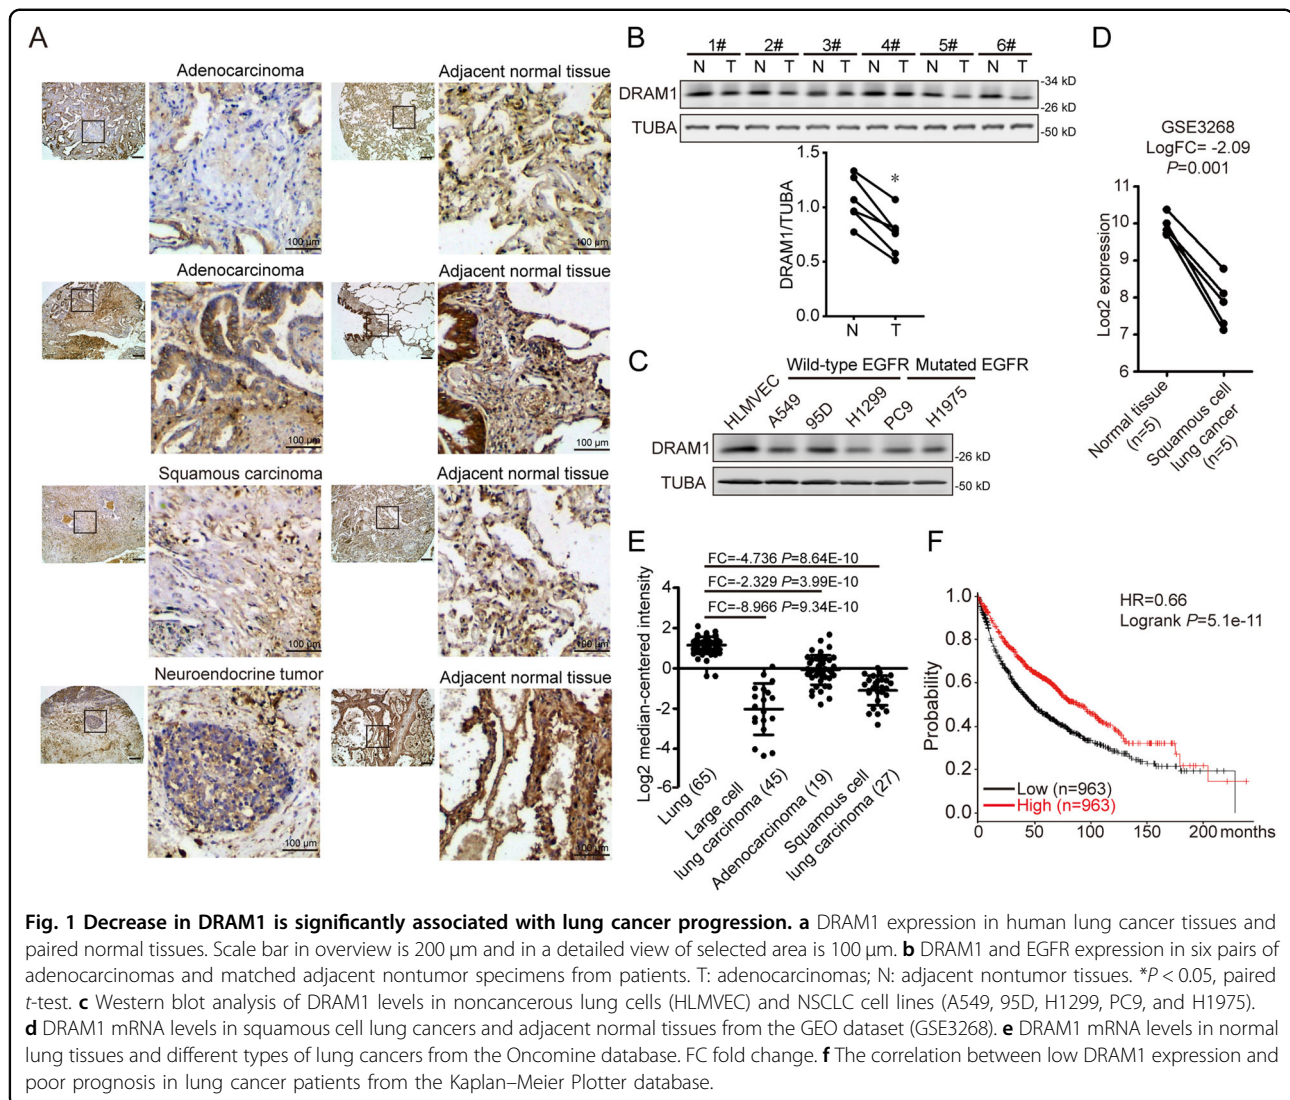 A
Adenocarcinoma
Adjacent normal tissue
100 µm
100 µm
Adenocarcinoma
Adjacent normal tissue
100 µm
100 µm
Squamous carcinoma
Adjacent normal tissue
100 µm
100 µm
Neuroendocrine tumor
Adjacent normal tissue
100 µm
100 µm
B
1# 2# 3# 4# 5# 6#
N T N T N T N T N T N T
DRAM1
-34 kD
-26 kD
TUBA
-50 kD
DRAM1/TUBA
1.5
1.0
0.5
0.0
*
N T
C
Wild-type EGFR Mutated EGFR
HLMVEC A549 95D H1299 PC9 H1975
DRAM1
-26 kD
TUBA
-50 kD
D
GSE3268
LogFC= -2.09
P=0.001
Log2 expression
11
10
9
8
7
6
Normal tissue
(n=5)
Squamous cell
lung cancer
(n=5)
E
FC=-4.736 P=8.64E-10
FC=-2.329 P=3.99E-10
FC=-8.966 P=9.34E-10
Log2 median-centered intensity
4
2
0
-2
-4
-6
Lung (65)
Large cell
lung carcinoma (45)
Adenocarcinoma (19)
Squamous cell
lung carcinoma (27)
F
HR=0.66
Logrank P=5.1e-11
Probability
1.0
0.8
0.6
0.4
0.2
0.0
Low (n=963)
High (n=963)
0 50 100 150 200 months
Fig. 1 Decrease in DRAM1 is significantly associated with lung cancer progression. a DRAM1 expression in human lung cancer tissues and
paired normal tissues. Scale bar in overview is 200 µm and in a detailed view of selected area is 100 µm. b DRAM1 and EGFR expression in six pairs of
adenocarcinomas and matched adjacent nontumor specimens from patients. T: adenocarcinomas; N: adjacent nontumor tissues. *P < 0.05, paired
t-test. c Western blot analysis of DRAM1 levels in noncancerous lung cells (HLMVEC) and NSCLC cell lines (A549, 95D, H1299, PC9, and H1975).
d DRAM1 mRNA levels in squamous cell lung cancers and adjacent normal tissues from the GEO dataset (GSE3268). e DRAM1 mRNA levels in normal
lung tissues and different types of lung cancers from the Oncomine database. FC fold change. f The correlation between low DRAM1 expression and
poor prognosis in lung cancer patients from the Kaplan–Meier Plotter database.